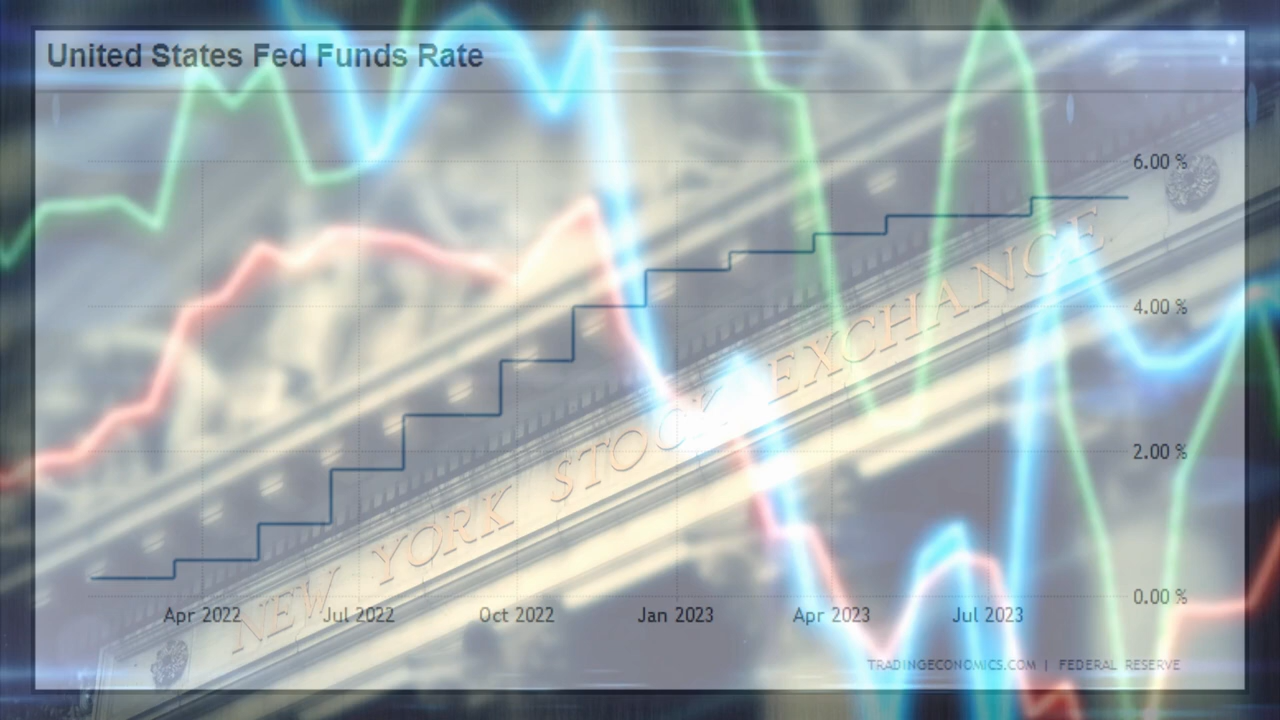 United States Fed Funds Rate
6.00 %
4.00 %
2.00 %
0.00 %
Apr 2022 Jul 2022 Oct 2022 Jan 2023 Apr 2023 Jul 2023
NEW YORK STOCK EXCHANGE
TRADINGECONOMICS.COM | FEDERAL RESERVE